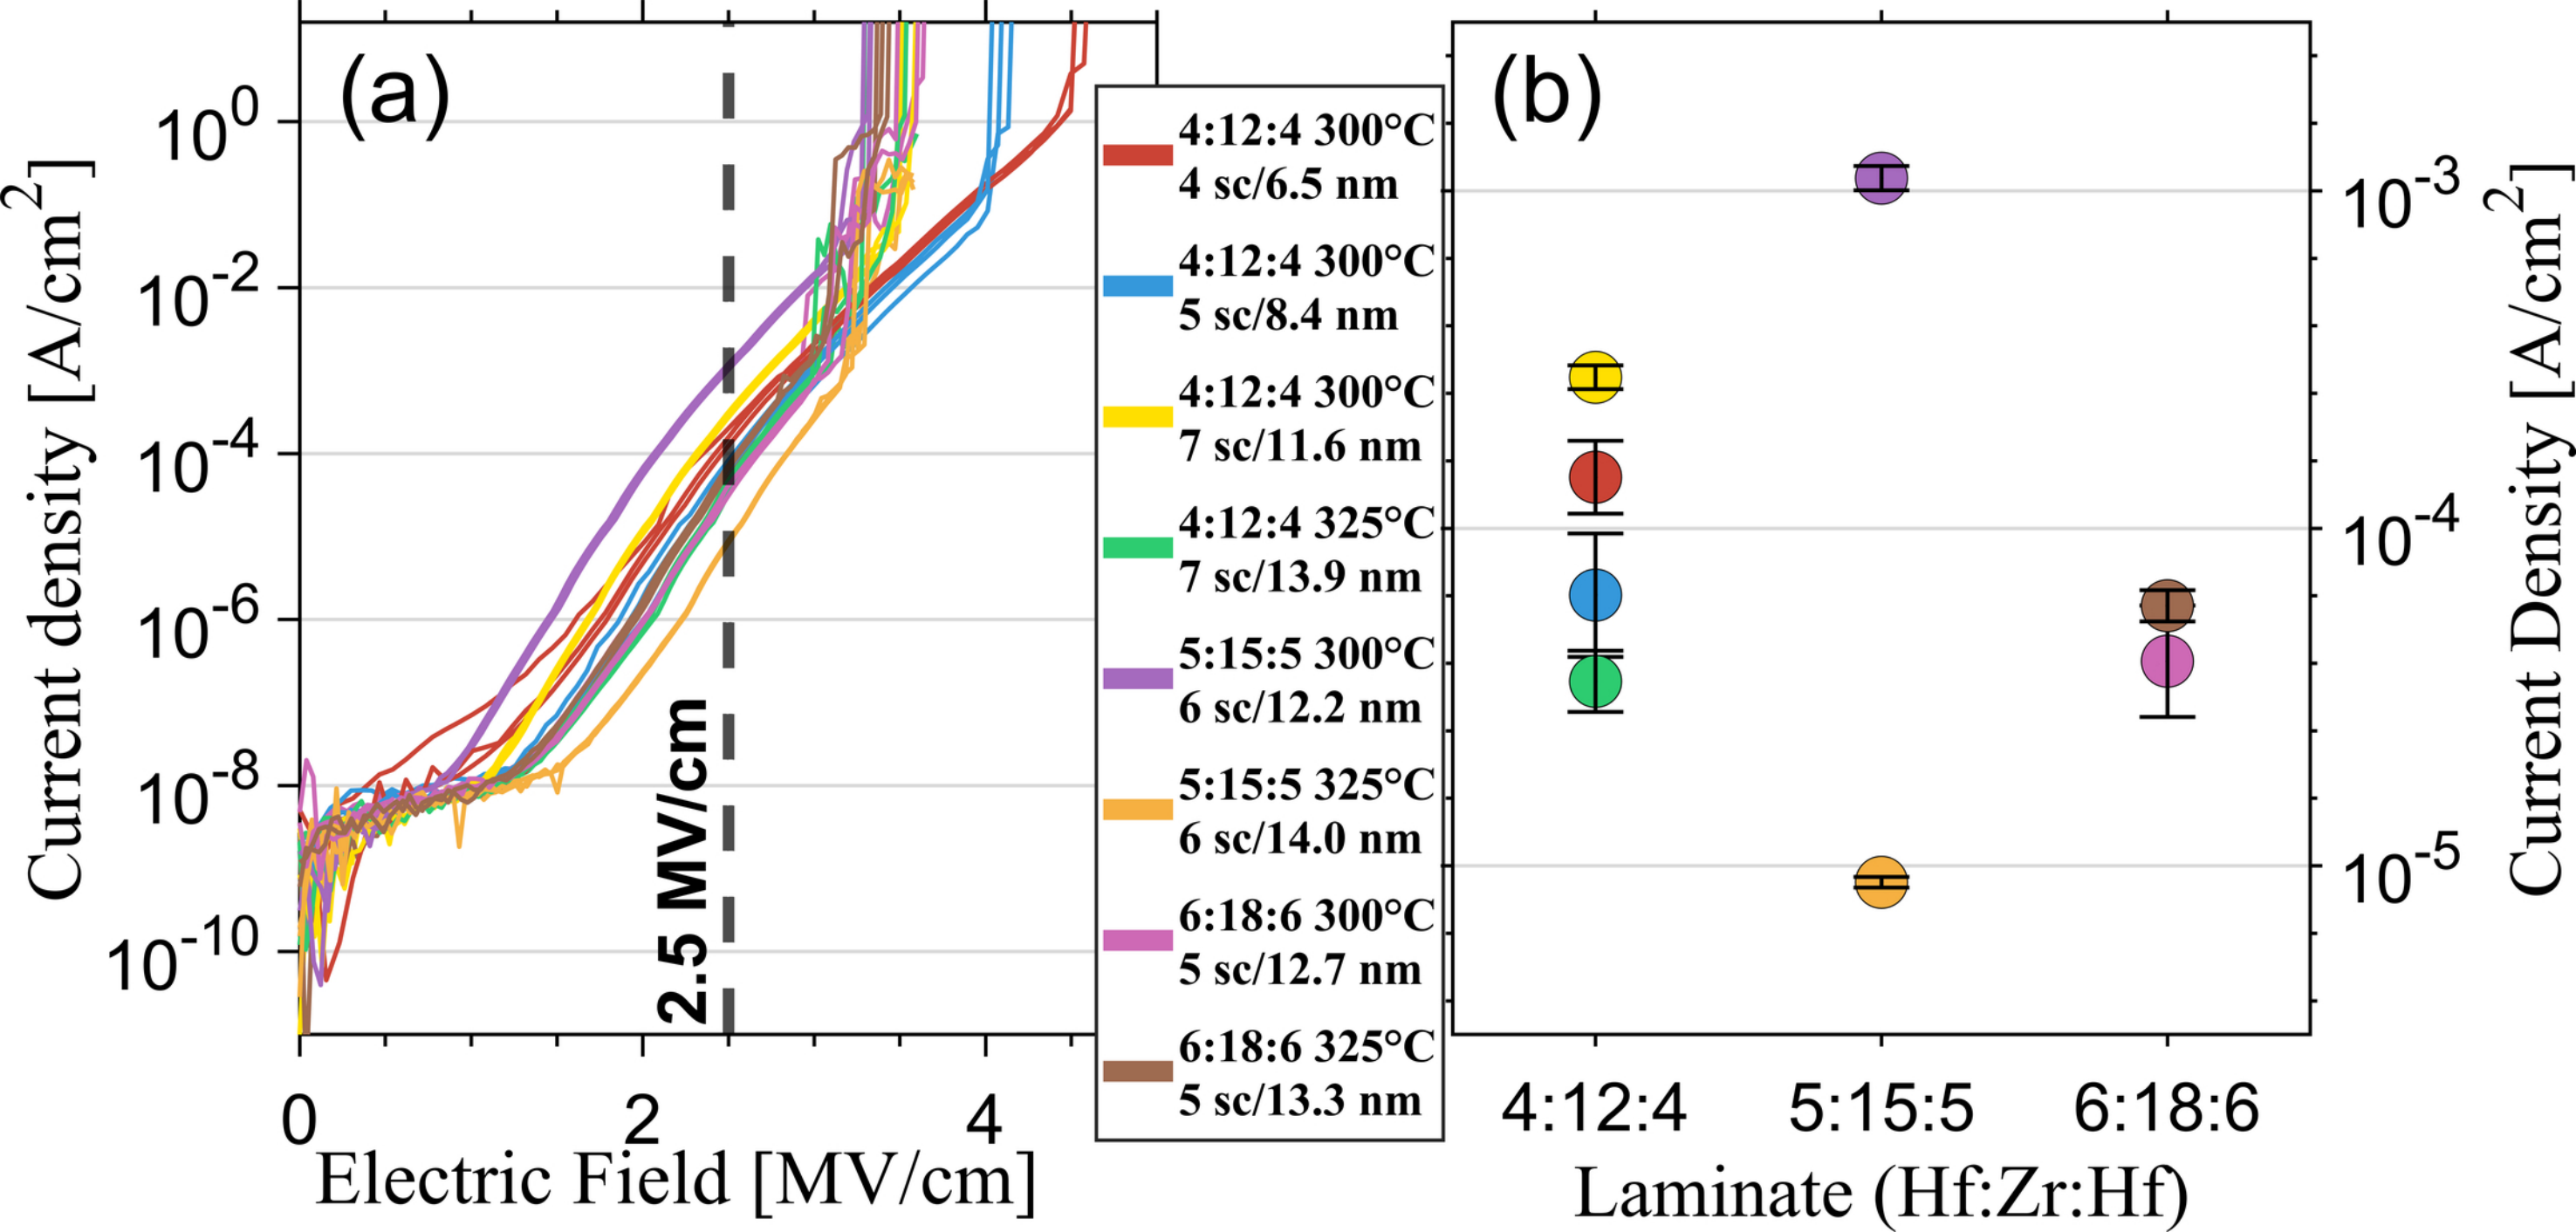 (a)
10^0
10^-2
10^-4
10^-6
10^-8
10^-10
Current density [A/cm^2]
2.5 MV/cm
0 2 4
Electric Field [MV/cm]
4:12:4 300°C
4 sc/6.5 nm
4:12:4 300°C
5 sc/8.4 nm
4:12:4 300°C
7 sc/11.6 nm
4:12:4 325°C
7 sc/13.9 nm
5:15:5 300°C
6 sc/12.2 nm
5:15:5 325°C
6 sc/14.0 nm
6:18:6 300°C
5 sc/12.7 nm
6:18:6 325°C
5 sc/13.3 nm
(b)
10^-3
10^-4
10^-5
Current Density [A/cm^2]
4:12:4 5:15:5 6:18:6
Laminate (Hf:Zr:Hf)